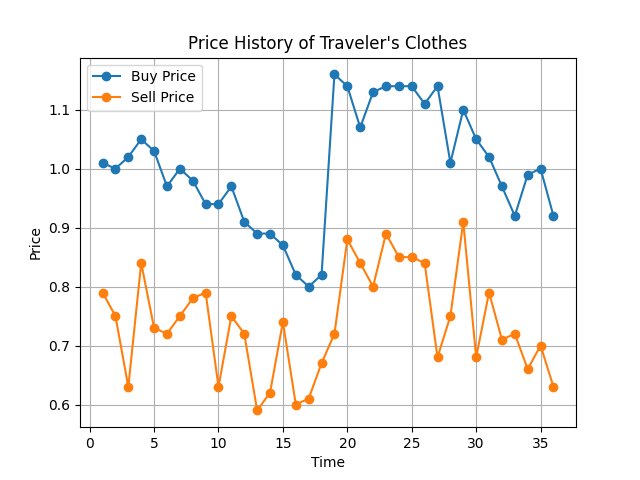 Price History of Traveler's Clothes
Buy Price
Sell Price
Price
1.1
1.0
0.9
0.8
0.7
0.6
0 5 10 15 20 25 30 35
Time